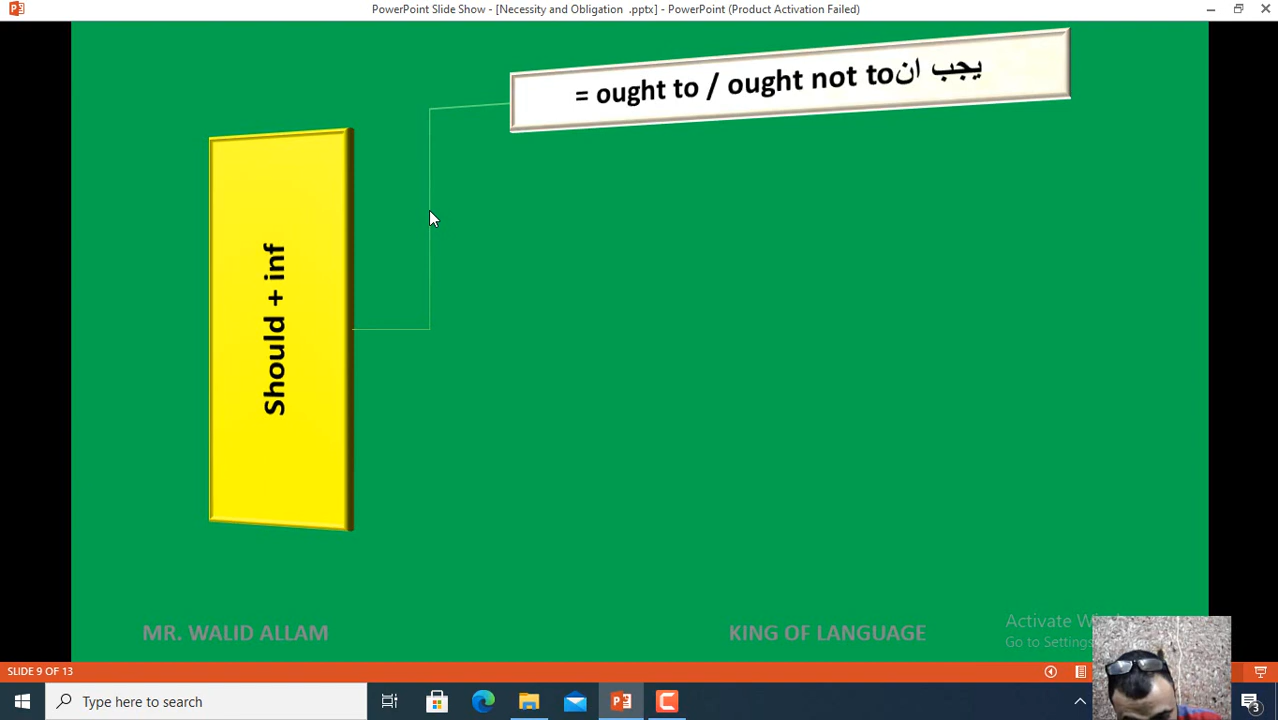 PowerPoint Slide Show - [Necessity and Obligation .pptx] - PowerPoint (Product Activation Failed)
= ought to / ought not to يجب ان
Should + inf
MR. WALID ALLAM
KING OF LANGUAGE
Activate Wi
Go to Settings
SLIDE 9 OF 13
Type here to search
3